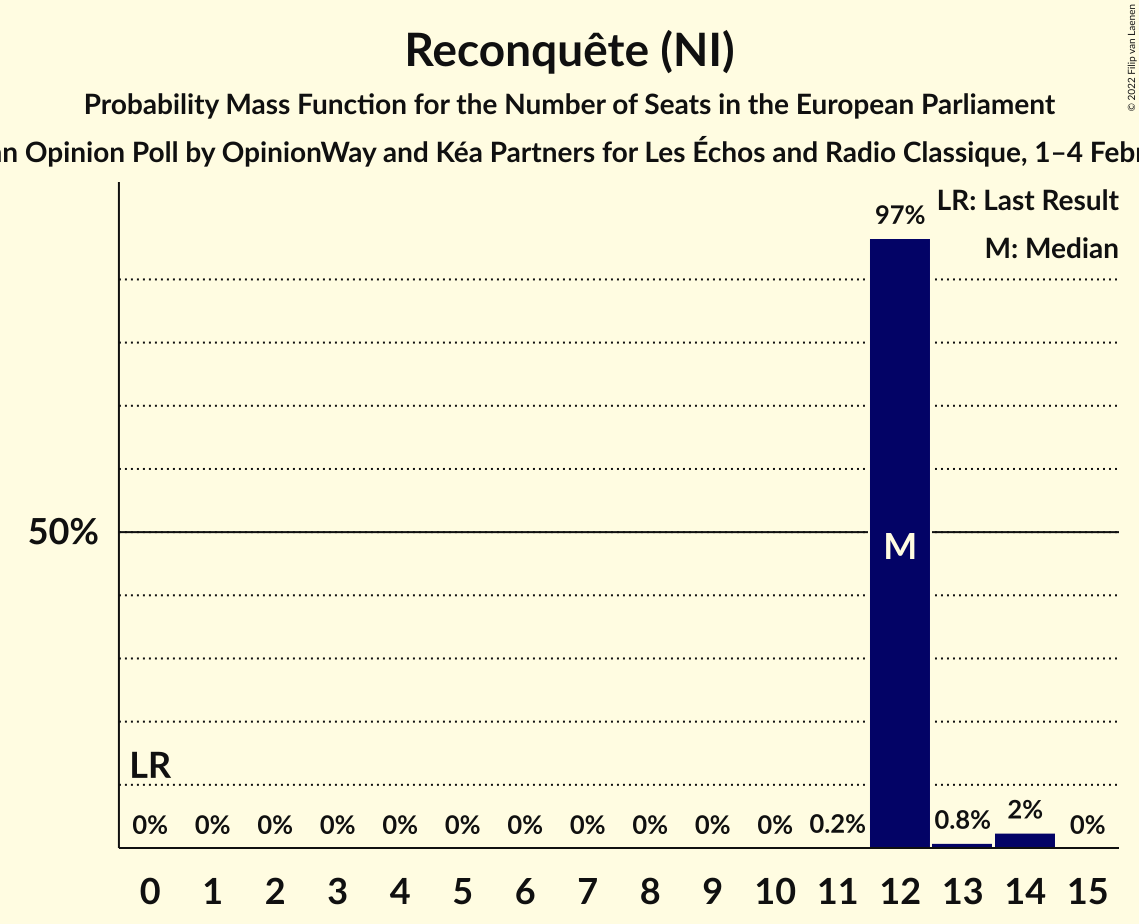 Reconquête (NI)
Probability Mass Function for the Number of Seats in the European Parliament
Opinion Poll by OpinionWay and Kéa Partners for Les Échos and Radio Classique, 1–4
© 2022 Filip van Laenen
LR: Last Result
M: Median
97%
50%
M
LR
0% 0% 0% 0% 0% 0% 0% 0% 0% 0% 0% 0.2% 0.8% 2% 0%
0 1 2 3 4 5 6 7 8 9 10 11 12 13 14 15